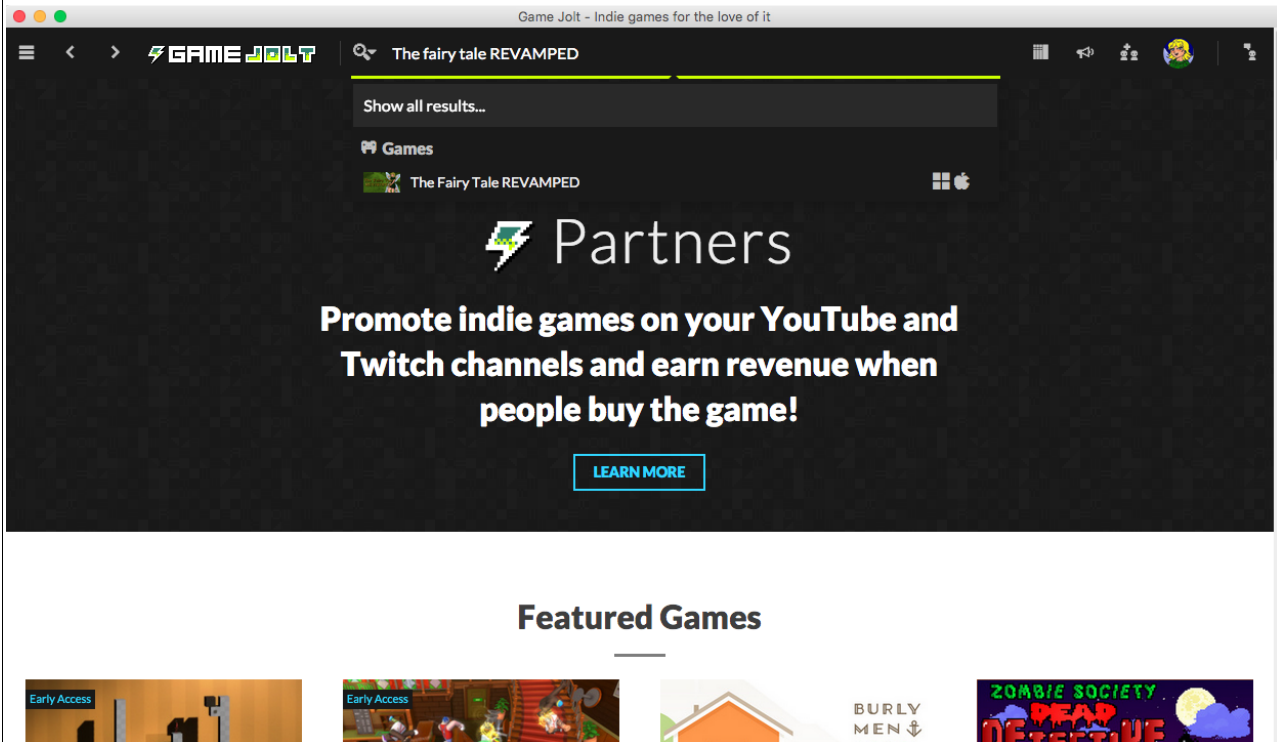 Game Jolt - Indie games for the love of it
GAME JOLT
The fairy tale REVAMPED
Show all results...
Games
The Fairy Tale REVAMPED
Partners
Promote indie games on your YouTube and
Twitch channels and earn revenue when
people buy the game!
LEARN MORE
Featured Games
Early Access
Early Access
BURLY
MEN
ZOMBIE SOCIETY
DEAD
DETECTIVE